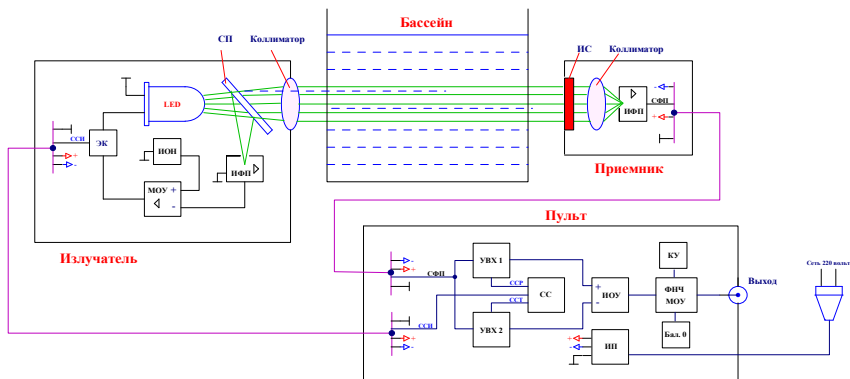 Бассейн
СП
Коллиматор
ИС
Коллиматор
LED
ИФП
-
СФП
+
ССИ
ЭК
ИОН
+
-
МОУ
+
-
ИФП
Приемник
Излучатель
Пульт
-
+
СФП
УВХ 1
КУ
Сеть 220 вольт
ССР
СС
ССТ
+
-
ИОУ
ФНЧ
МОУ
Выход
ССИ
+
-
УВХ 2
+
-
ИП
Бал. 0